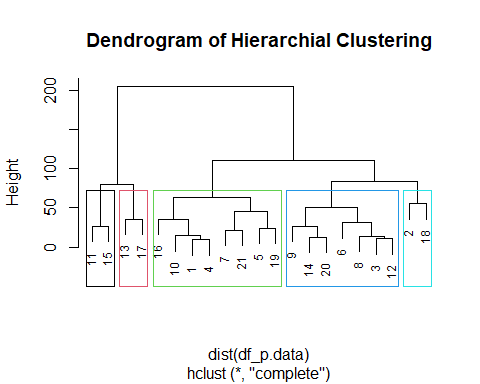 Dendrogram of Hierarchial Clustering
Height
200
100
50
0
11 15 13 17 16 10 1 4 7 21 5 19 9 14 20 6 8 3 12 2 18
dist(df_p.data)
hclust (*, "complete")